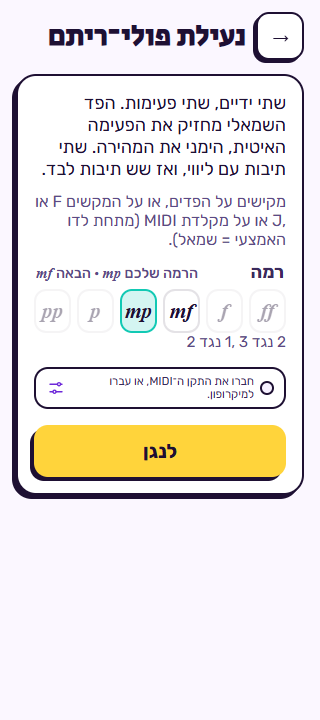 נעילת פולי־ריתם
שתי ידיים, שתי פעימות. הפד
השמאלי מחזיק את הפעימה
האיטית, הימני את המהירה. שתי
תיבות עם ליווי, ואז שש תיבות לבד.
מקישים על הפדים, או על המקשים F או
J, או על מקלדת MIDI (מתחת לדו
האמצעי = שמאל).
רמה
הרמה שלכם mp • הבאה mf
pp p mp mf f ff
2 נגד 1, 3 נגד 2
חברו את התקן ה־MIDI, או עברו
למיקרופון.
לנגן